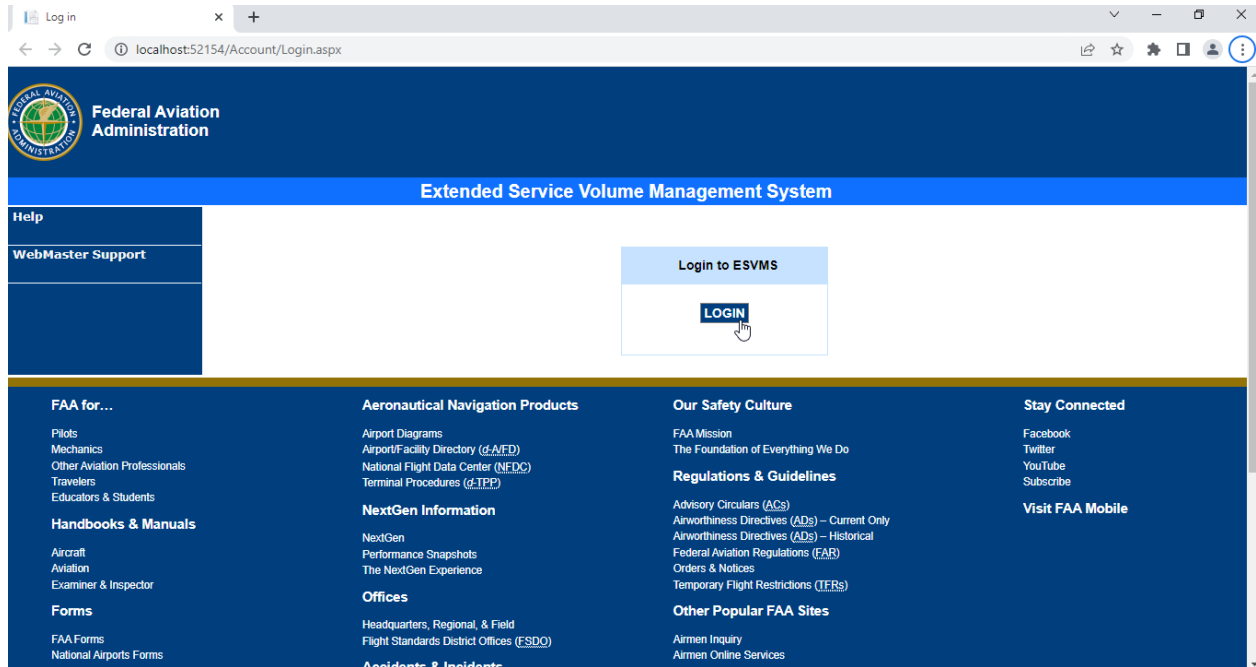 Log in
localhost:52154/Account/Login.aspx
FEDERAL AVIATION
ADMINISTRATION
Federal Aviation
Administration
Extended Service Volume Management System
Help
WebMaster Support
Login to ESVMS
LOGIN
FAA for…
Pilots
Mechanics
Other Aviation Professionals
Travelers
Educators & Students
Handbooks & Manuals
Aircraft
Aviation
Examiner & Inspector
Forms
FAA Forms
National Airports Forms
Aeronautical Navigation Products
Airport Diagrams
Airport/Facility Directory (d-A/FD)
National Flight Data Center (NFDC)
Terminal Procedures (d-TPP)
NextGen Information
NextGen
Performance Snapshots
The NextGen Experience
Offices
Headquarters, Regional, & Field
Flight Standards District Offices (FSDO)
Accidents & Incidents
Our Safety Culture
FAA Mission
The Foundation of Everything We Do
Regulations & Guidelines
Advisory Circulars (ACs)
Airworthiness Directives (ADs) – Current Only
Airworthiness Directives (ADs) – Historical
Federal Aviation Regulations (FAR)
Orders & Notices
Temporary Flight Restrictions (TFRs)
Other Popular FAA Sites
Airmen Inquiry
Airmen Online Services
Stay Connected
Facebook
Twitter
YouTube
Subscribe
Visit FAA Mobile